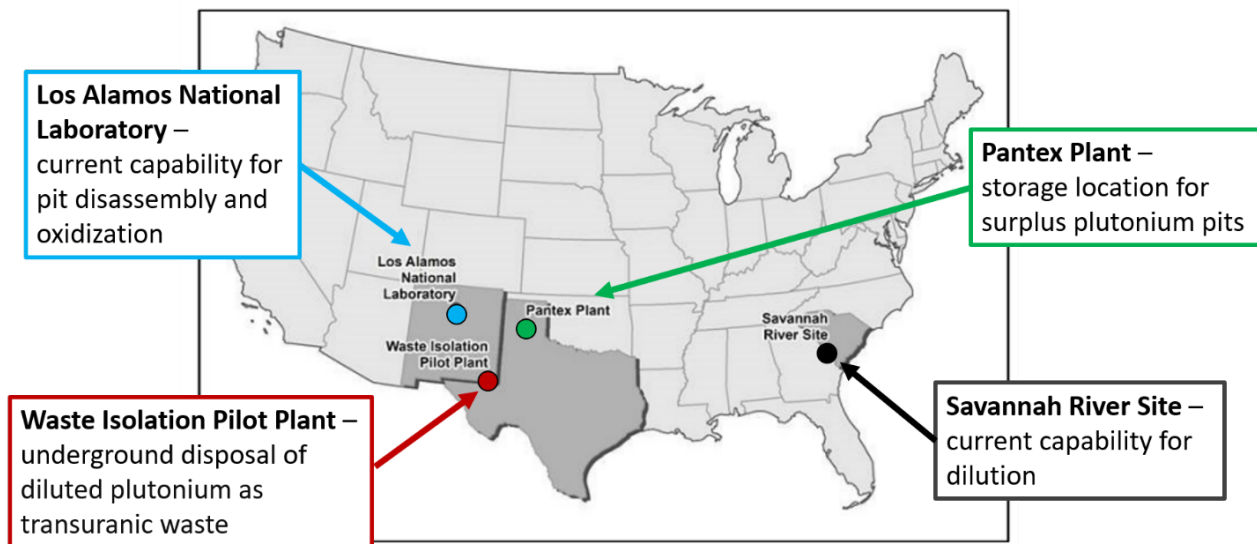 Los Alamos National
Laboratory –
current capability for
pit disassembly and
oxidization
Pantex Plant –
storage location for
surplus plutonium pits
Los Alamos
National
Laboratory
Pantex Plant
Savannah
River Site
Waste Isolation
Pilot Plant
Waste Isolation Pilot Plant –
underground disposal of
diluted plutonium as
transuranic waste
Savannah River Site –
current capability for
dilution